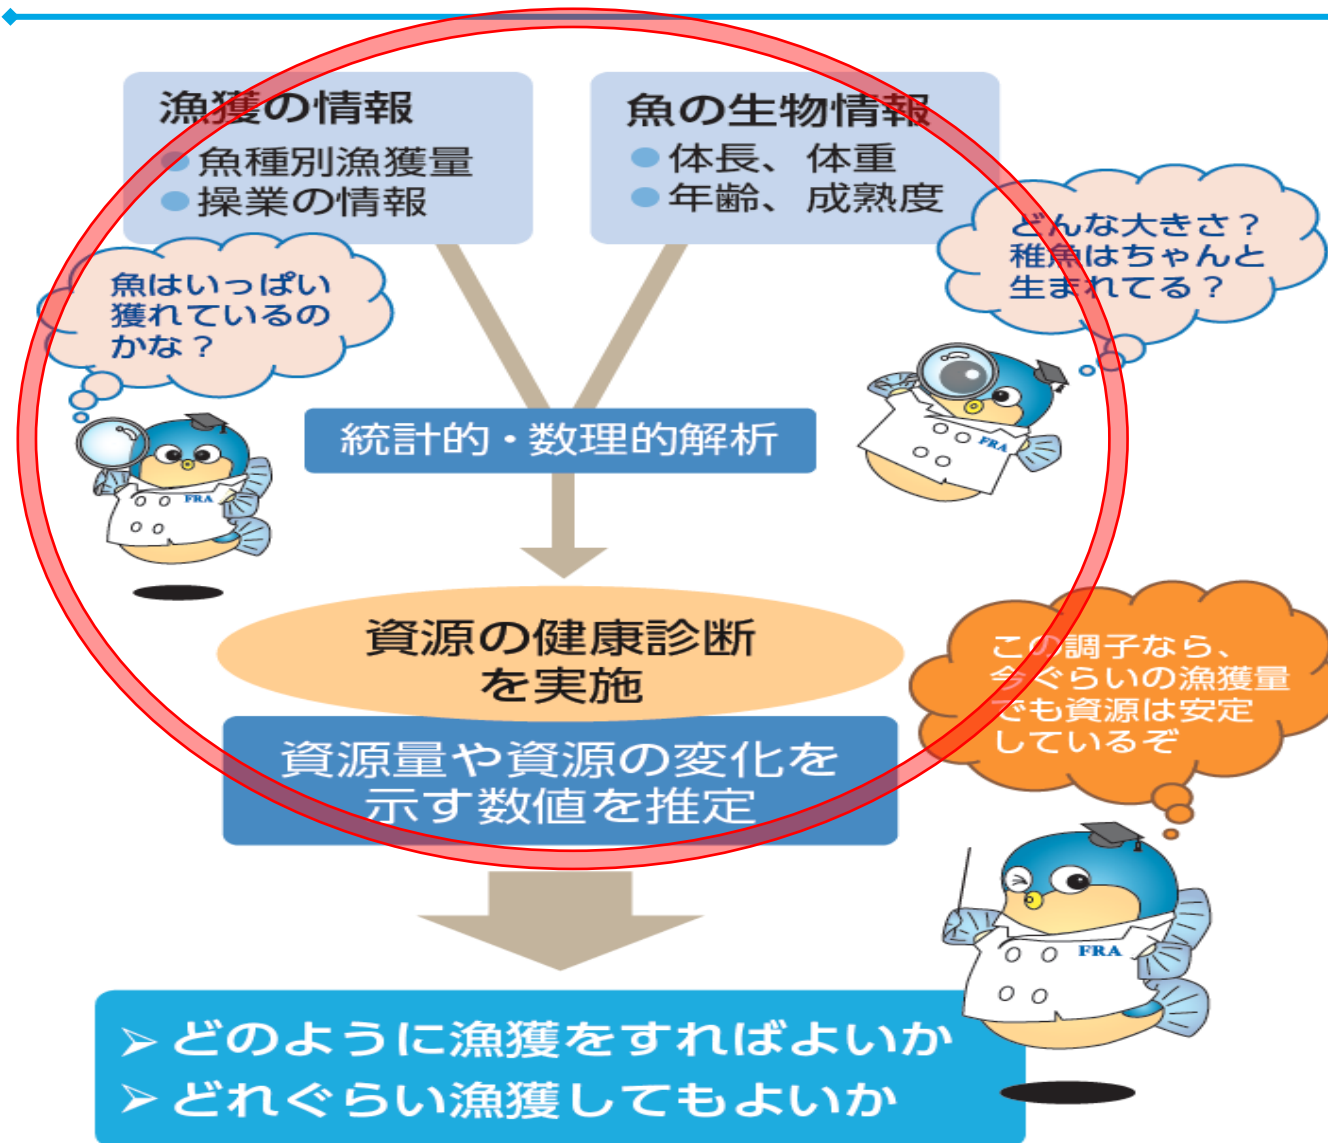 漁獲の情報
●魚種別漁獲量
●操業の情報
魚の生物情報
●体長、体重
●年齢、成熟度
魚はいっぱい
獲れているの
かな？
どんな大きさ？
稚魚はちゃんと
生まれてる？
FRA
FRA
統計的・数理的解析
資源の健康診断
を実施
資源量や資源の変化を
示す数値を推定
この調子なら、
今ぐらいの漁獲量
でも資源は安定
しているぞ
FRA
➢どのように漁獲をすればよいか
➢どれぐらい漁獲してもよいか